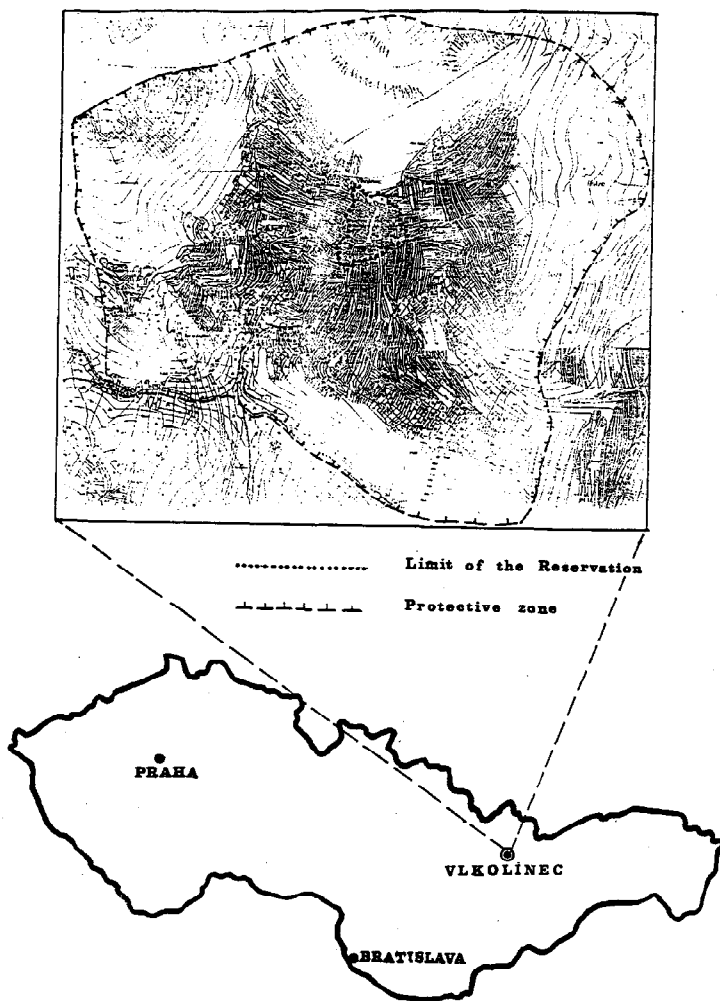 Limit of the Reservation
Protective zone
PRAHA
VLKOLÍNEC
BRATISLAVA